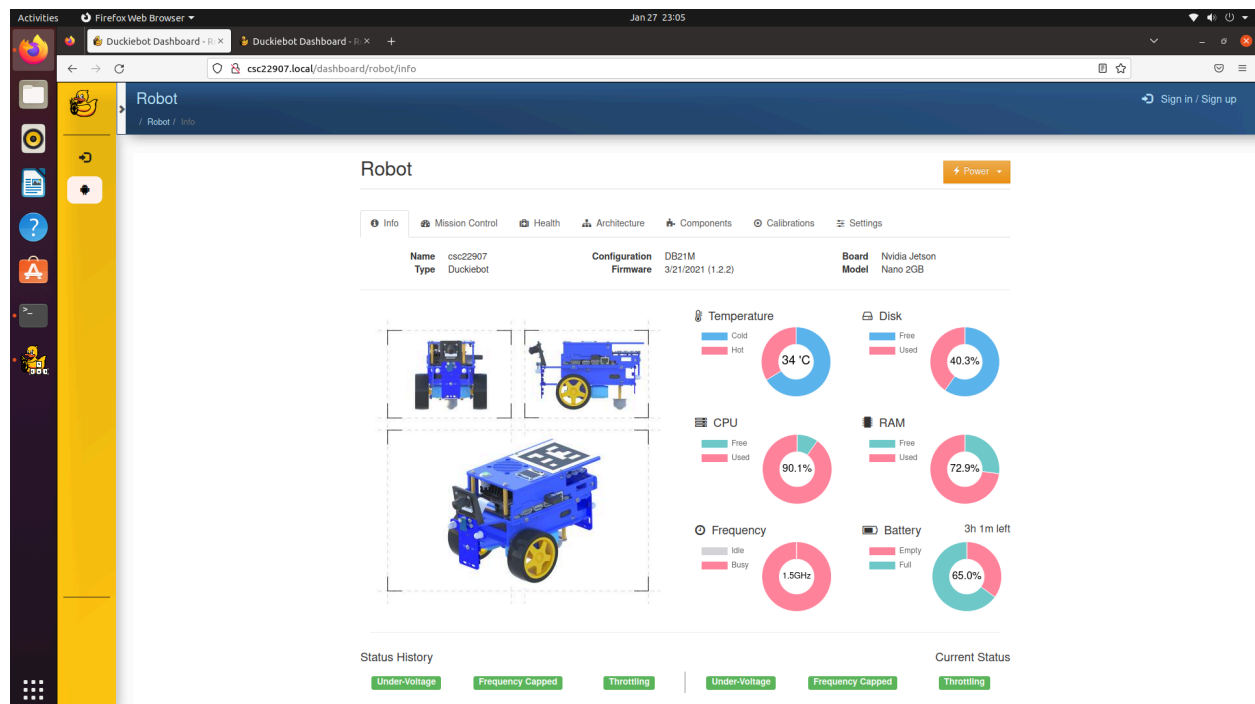 Activities
Firefox Web Browser
Jan 27 23:05
Duckiebot Dashboard - R
Duckiebot Dashboard - R
csc22907.local/dashboard/robot/info
Robot
/ Robot / Info
Sign in / Sign up
Robot
Power
Info Mission Control Health Architecture Components Calibrations Settings
Name csc22907 Configuration DB21M Board Nvidia Jetson
Type Duckiebot Firmware 3/21/2021 (1.2.2) Model Nano 2GB
Temperature
Cold
Hot
34 'C
Disk
Free
Used
40.3%
CPU
Free
Used
90.1%
RAM
Free
Used
72.9%
Frequency
Idle
Busy
1.5GHz
Battery 3h 1m left
Empty
Full
65.0%
Status History Current Status
Under-Voltage Frequency Capped Throttling Under-Voltage Frequency Capped Throttling